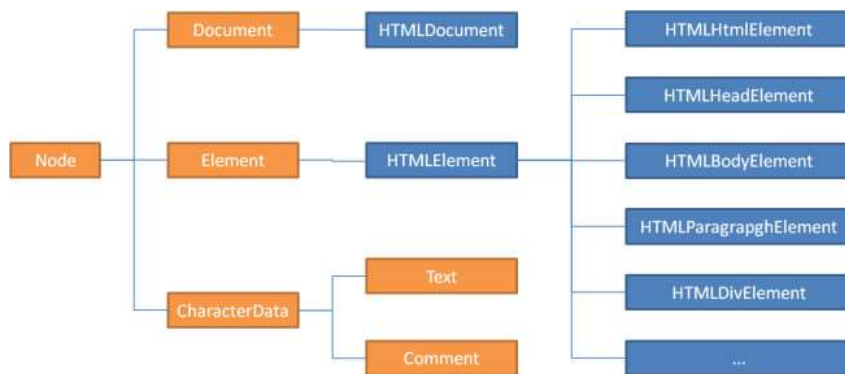 Document
HTMLDocument
HTMLHtmlElement
HTMLHeadElement
Node
Element
HTMLElement
HTMLBodyElement
HTMLParagrapghElement
Text
HTMLDivElement
CharacterData
Comment
...